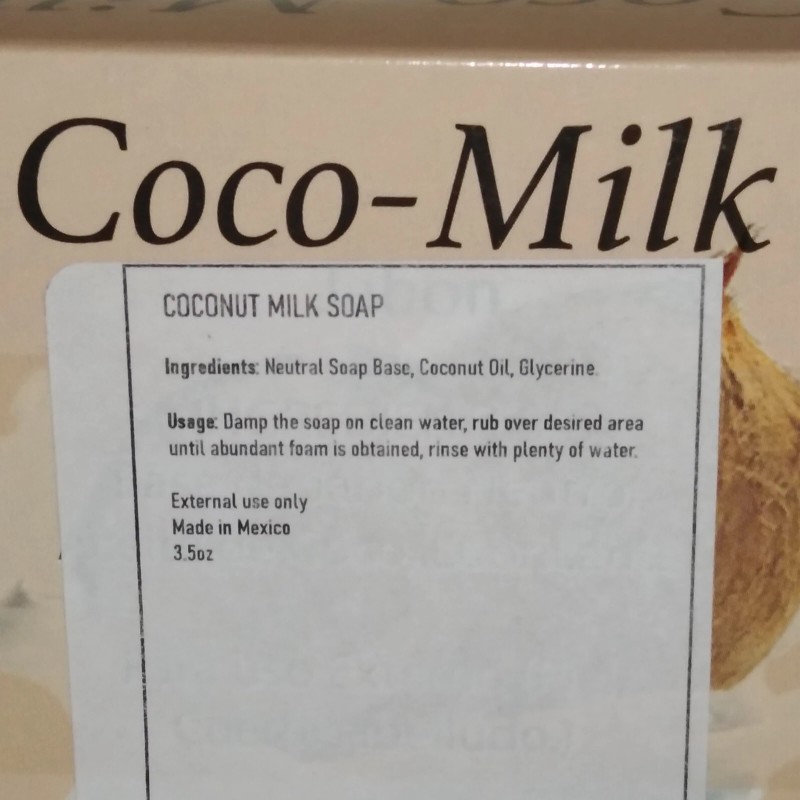 Coco-Milk
COCONUT MILK SOAP
Ingredients: Neutral Soap Base, Coconut Oil, Glycerine.
Usage: Damp the soap on clean water, rub over desired area
until abundant foam is obtained, rinse with plenty of water.
External use only
Made in Mexico
3.5oz